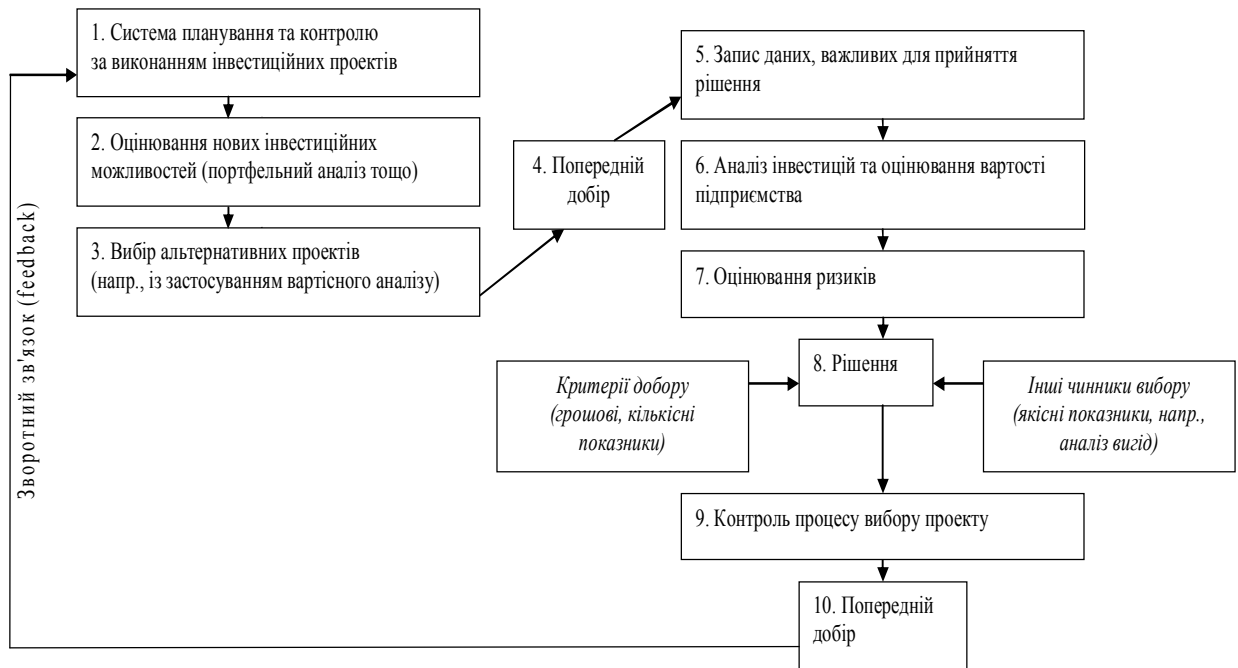 1. Система планування та контролю
за виконанням інвестиційних проектів
2. Оцінювання нових інвестиційних
можливостей (портфельний аналіз тощо)
3. Вибір альтернативних проектів
(напр., із застосуванням вартісного аналізу)
4. Попередній
добір
5. Запис даних, важливих для прийняття
рішення
6. Аналіз інвестицій та оцінювання вартості
підприємства
7. Оцінювання ризиків
8. Рішення
Критерії добору
(грошові, кількісні
показники)
Інші чинники вибору
(якісні показники, напр.,
аналіз вигід)
9. Контроль процесу вибору проекту
10. Попередній
добір
Зворотний зв'язок (feedback)